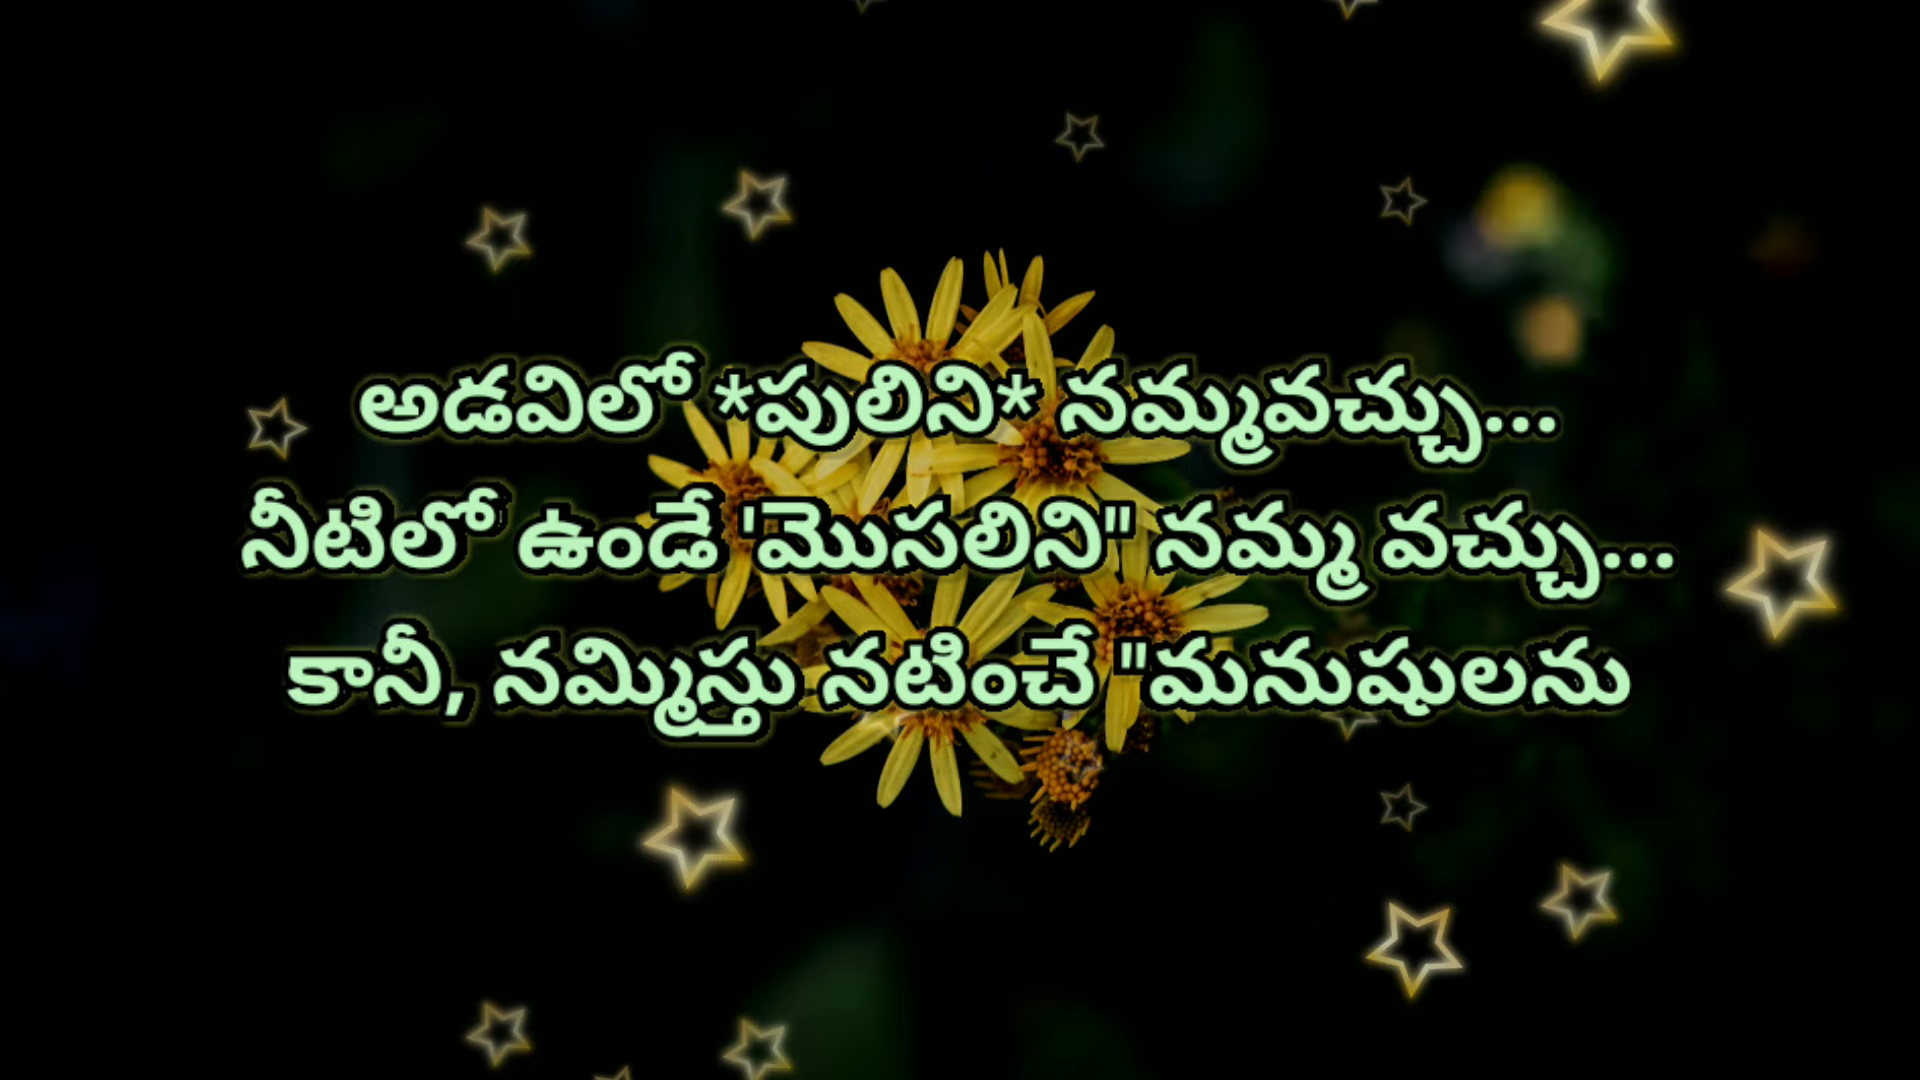 అడవిలో *పులిని* నమ్మవచ్చు...
నీటిలో ఉండే 'మొసలిని" నమ్మ వచ్చు...
కానీ, నమ్మిస్తు నటించే "మనుషులను